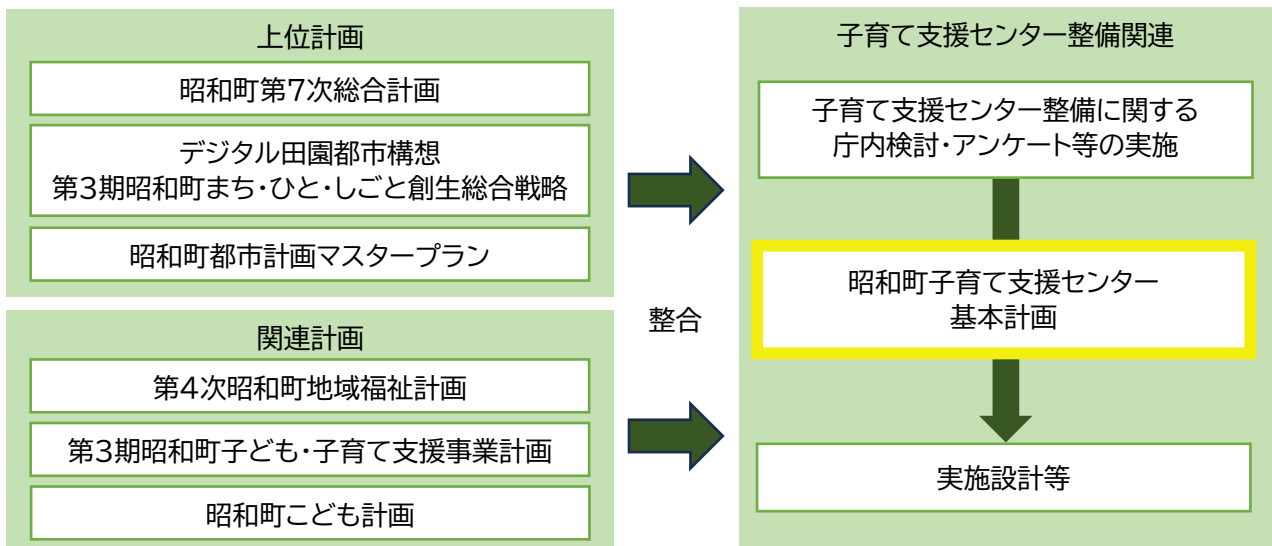 上位計画
昭和町第7次総合計画
デジタル田園都市構想
第3期昭和町まち・ひと・しごと創生総合戦略
昭和町都市計画マスタープラン
関連計画
第4次昭和町地域福祉計画
第3期昭和町子ども・子育て支援事業計画
昭和町こども計画
整合
子育て支援センター整備関連
子育て支援センター整備に関する
庁内検討・アンケート等の実施
昭和町子育て支援センター
基本計画
実施設計等